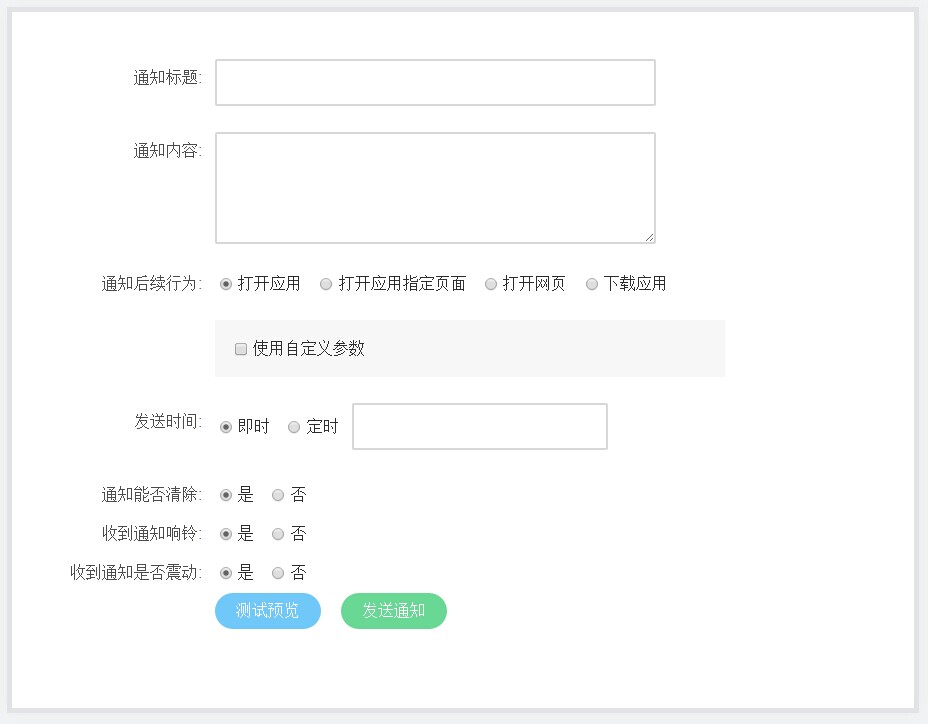 通知标题:
通知内容:
通知后续行为: 打开应用 打开应用指定页面 打开网页 下载应用
使用自定义参数
发送时间: 即时 定时
通知能否清除: 是 否
收到通知响铃: 是 否
收到通知是否震动: 是 否
测试预览 发送通知